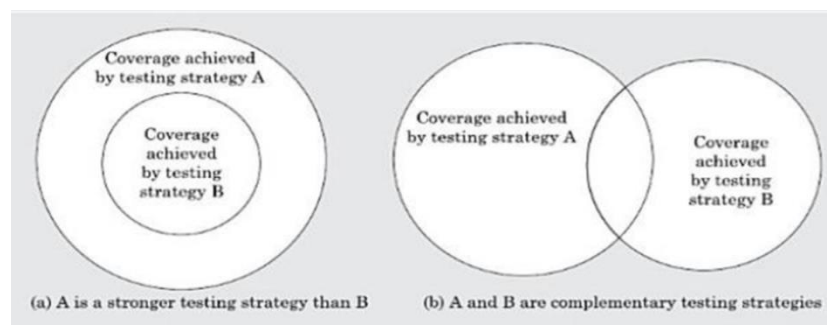 Coverage achieved
by testing strategy A
Coverage
achieved
by testing
strategy B
(a) A is a stronger testing strategy than B
Coverage achieved
by testing strategy A
Coverage
achieved
by testing
strategy B
(b) A and B are complementary testing strategies